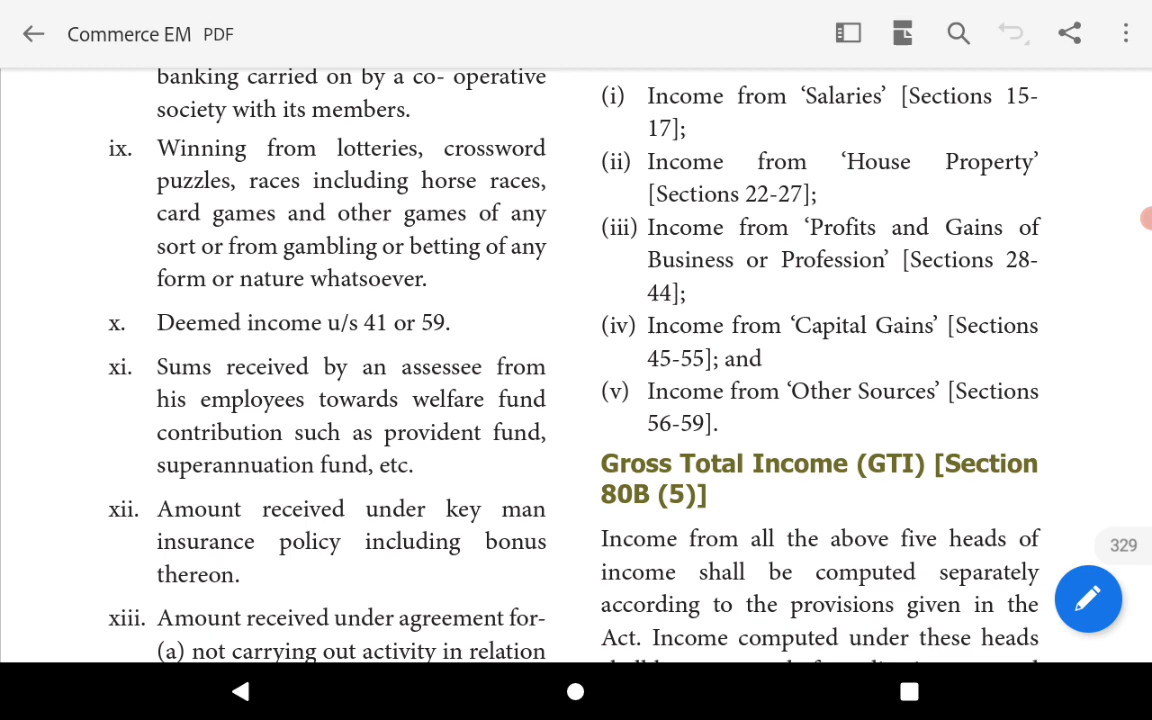 Commerce EM PDF
banking carried on by a co- operative
society with its members.
ix. Winning from lotteries, crossword
puzzles, races including horse races,
card games and other games of any
sort or from gambling or betting of any
form or nature whatsoever.
x. Deemed income u/s 41 or 59.
xi. Sums received by an assessee from
his employees towards welfare fund
contribution such as provident fund,
superannuation fund, etc.
xii. Amount received under key man
insurance policy including bonus
thereon.
xiii. Amount received under agreement for-
(a) not carrying out activity in relation
(i) Income from ‘Salaries’ [Sections 15-
17];
(ii) Income from ‘House Property’
[Sections 22-27];
(iii) Income from ‘Profits and Gains of
Business or Profession’ [Sections 28-
44];
(iv) Income from ‘Capital Gains’ [Sections
45-55]; and
(v) Income from ‘Other Sources’ [Sections
56-59].
Gross Total Income (GTI) [Section
80B (5)]
Income from all the above five heads of
income shall be computed separately
according to the provisions given in the
Act. Income computed under these heads
329